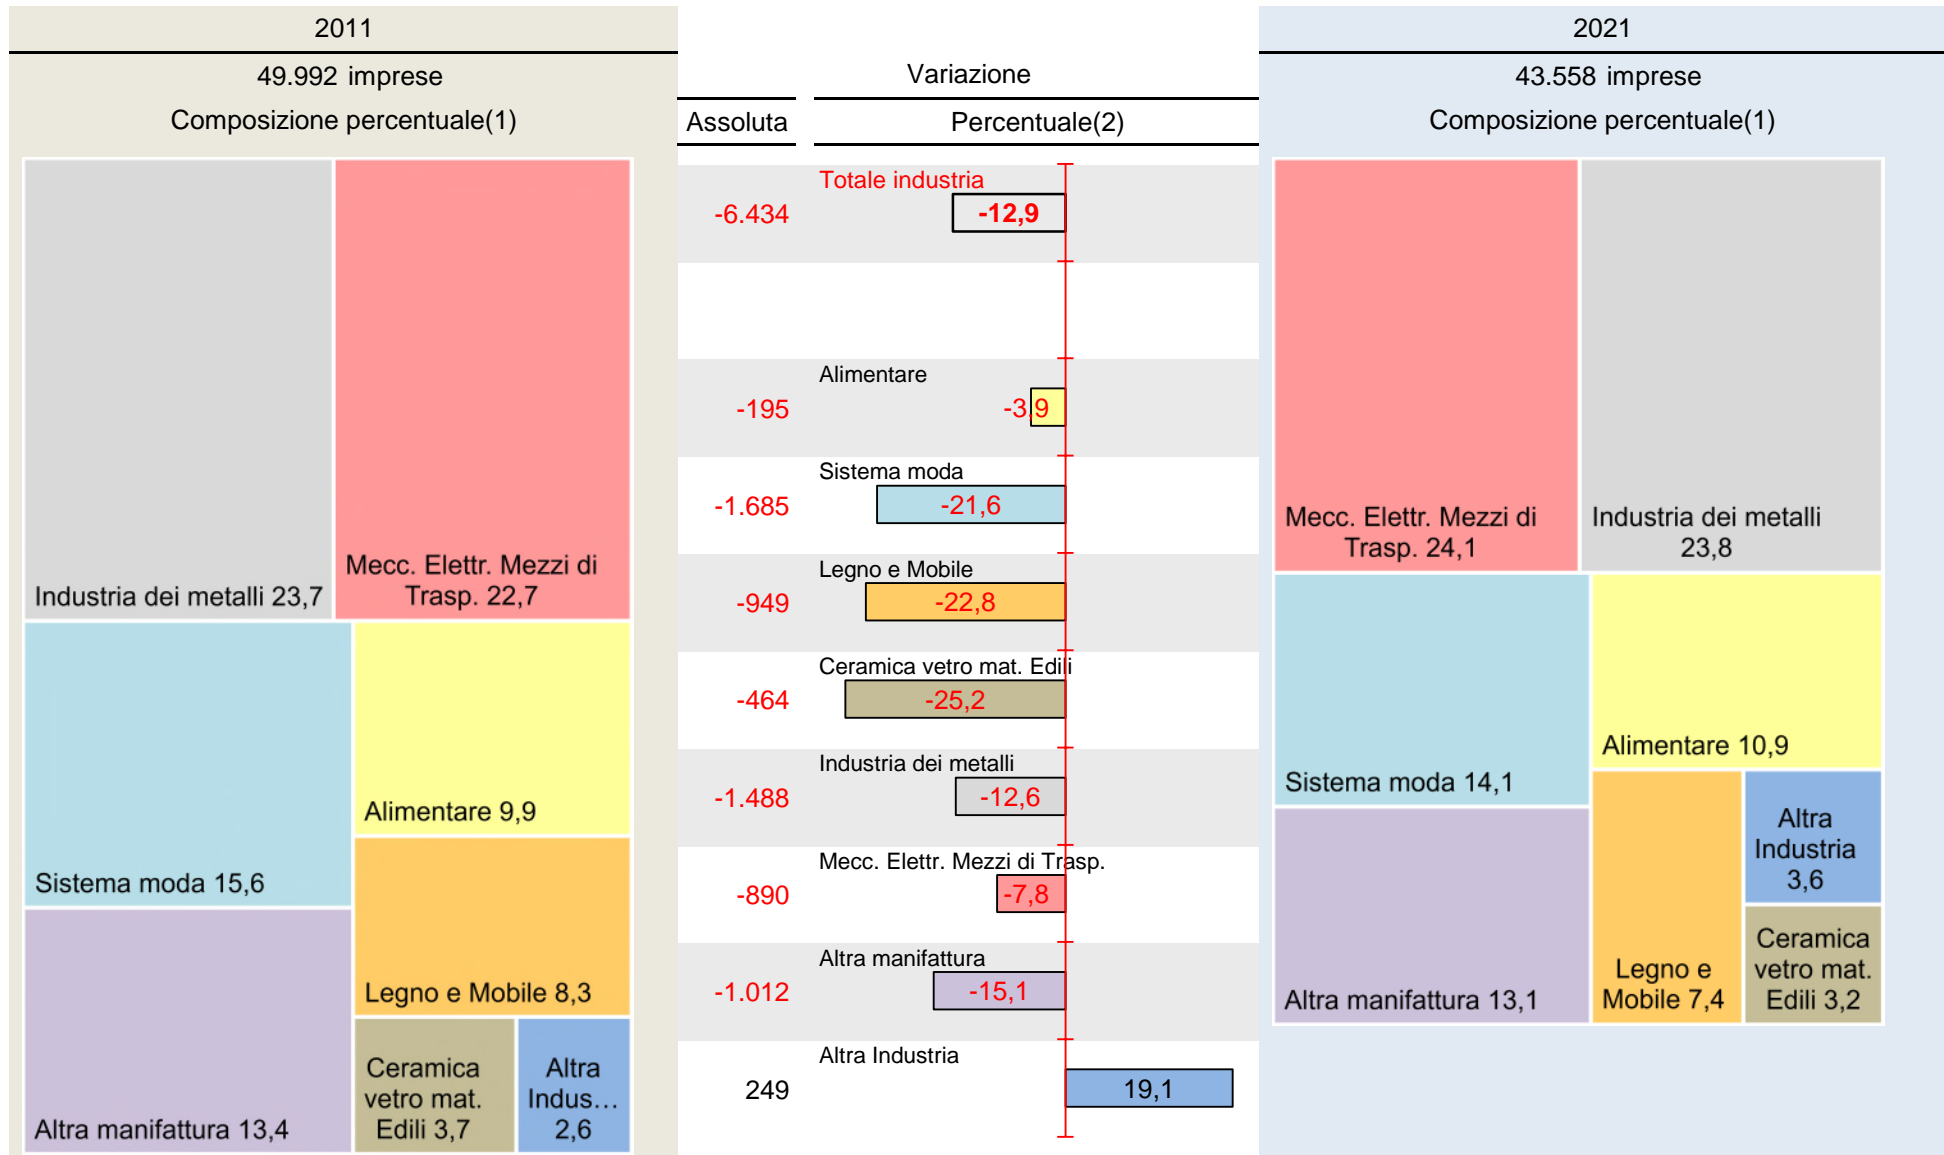 2011
49.992 imprese
Composizione percentuale(1)
Industria dei metalli 23,7
Mecc. Elettr. Mezzi di
Trasp. 22,7
Sistema moda 15,6
Alimentare 9,9
Legno e Mobile 8,3
Altra manifattura 13,4
Ceramica
vetro mat.
Edili 3,7
Altra
Indus…
2,6
Variazione
Assoluta
Percentuale(2)
Totale industria
-6.434
-12,9
Alimentare
-195
-3,9
Sistema moda
-1.685
-21,6
Legno e Mobile
-949
-22,8
Ceramica vetro mat. Edili
-464
-25,2
Industria dei metalli
-1.488
-12,6
Mecc. Elettr. Mezzi di Trasp.
-890
-7,8
Altra manifattura
-1.012
-15,1
Altra Industria
249
19,1
2021
43.558 imprese
Composizione percentuale(1)
Mecc. Elettr. Mezzi di
Trasp. 24,1
Industria dei metalli
23,8
Sistema moda 14,1
Alimentare 10,9
Altra manifattura 13,1
Legno e
Mobile 7,4
Altra
Industria
3,6
Ceramica
vetro mat.
Edili 3,2